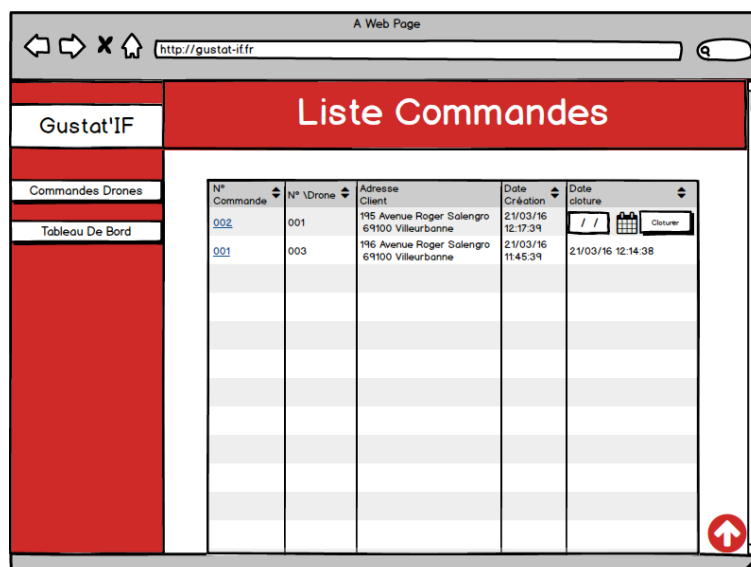 A Web Page
http://gustat-if.fr
Liste Commandes
Gustat'IF
Commandes Drones
Tableau De Bord
N° Commande N° \Drone Adresse Client Date Création Date cloture
002 001 195 Avenue Roger Salengro 21/03/16 / / Cloturer
69100 Villeurbanne 12:17:39
001 003 196 Avenue Roger Salengro 21/03/16 21/03/16 12:14:38
69100 Villeurbanne 11:45:39